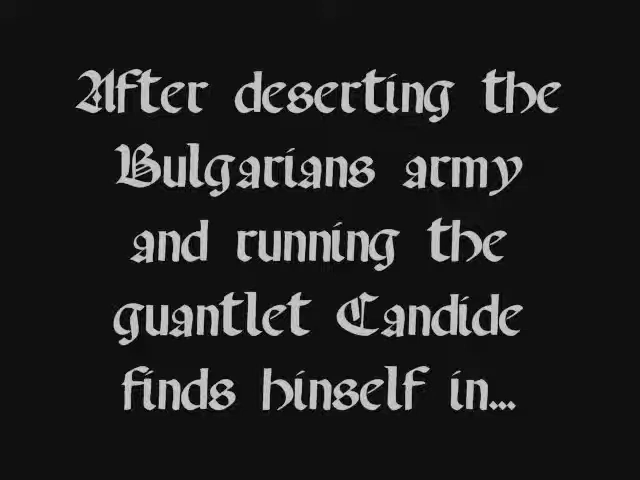 After deserting the
Bulgarians army
and running the
guantlet Candide
finds hinself in...